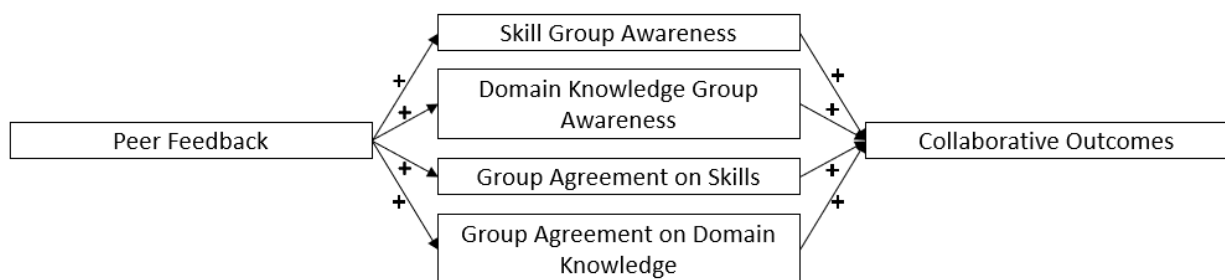 Skill Group Awareness
+
+
Domain Knowledge Group
Awareness
+
+
Peer Feedback
Collaborative Outcomes
+
Group Agreement on Skills
+
+
+
Group Agreement on Domain
Knowledge